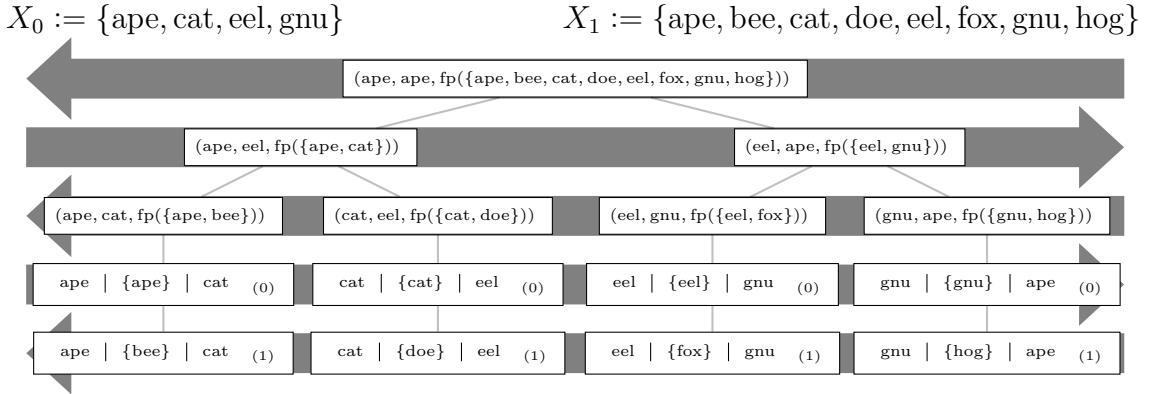 X₀ := {ape, cat, eel, gnu} X₁ := {ape, bee, cat, doe, eel, fox, gnu, hog}
(ape, ape, fp({ape, bee, cat, doe, eel, fox, gnu, hog}))
(ape, eel, fp({ape, cat})) (eel, ape, fp({eel, gnu}))
(ape, cat, fp({ape, bee})) (cat, eel, fp({cat, doe})) (eel, gnu, fp({eel, fox})) (gnu, ape, fp({gnu, hog}))
ape | {ape} | cat (0) cat | {cat} | eel (0) eel | {eel} | gnu (0) gnu | {gnu} | ape (0)
ape | {bee} | cat (1) cat | {doe} | eel (1) eel | {fox} | gnu (1) gnu | {hog} | ape (1)